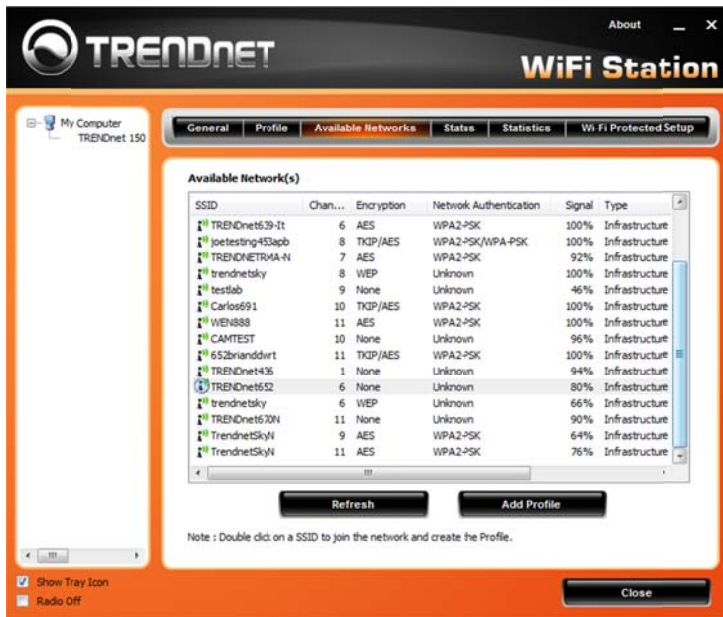 About
TRENDnet
WiFi Station
My Computer
TRENDnet 150
General Profile Available Networks Status Statistics Wi-Fi Protected Setup
Available Network(s)
SSID Chan... Encryption Network Authentication Signal Type
TRENDnet639-It 6 AES WPA2-PSK 100% Infrastructure
joetesting453apb 8 TKIP/AES WPA2-PSK/WPA-PSK 100% Infrastructure
TRENDNETRMA-N 7 AES WPA2-PSK 92% Infrastructure
trendnetsky 8 WEP Unknown 100% Infrastructure
testlab 9 None Unknown 46% Infrastructure
Carlos691 10 TKIP/AES WPA2-PSK 100% Infrastructure
WEN888 11 AES WPA2-PSK 100% Infrastructure
CAMTEST 10 None Unknown 96% Infrastructure
652brianddwrt 11 TKIP/AES WPA2-PSK 100% Infrastructure
TRENDnet436 1 None Unknown 94% Infrastructure
TRENDnet652 6 None Unknown 80% Infrastructure
trendnetsky 6 WEP Unknown 66% Infrastructure
TRENDnet670N 11 None Unknown 90% Infrastructure
TrendnetSkyN 9 AES WPA2-PSK 64% Infrastructure
TrendnetSkyN 11 AES WPA2-PSK 76% Infrastructure
Refresh Add Profile
Note : Double click on a SSID to join the network and create the Profile.
Show Tray Icon
Radio Off
Close